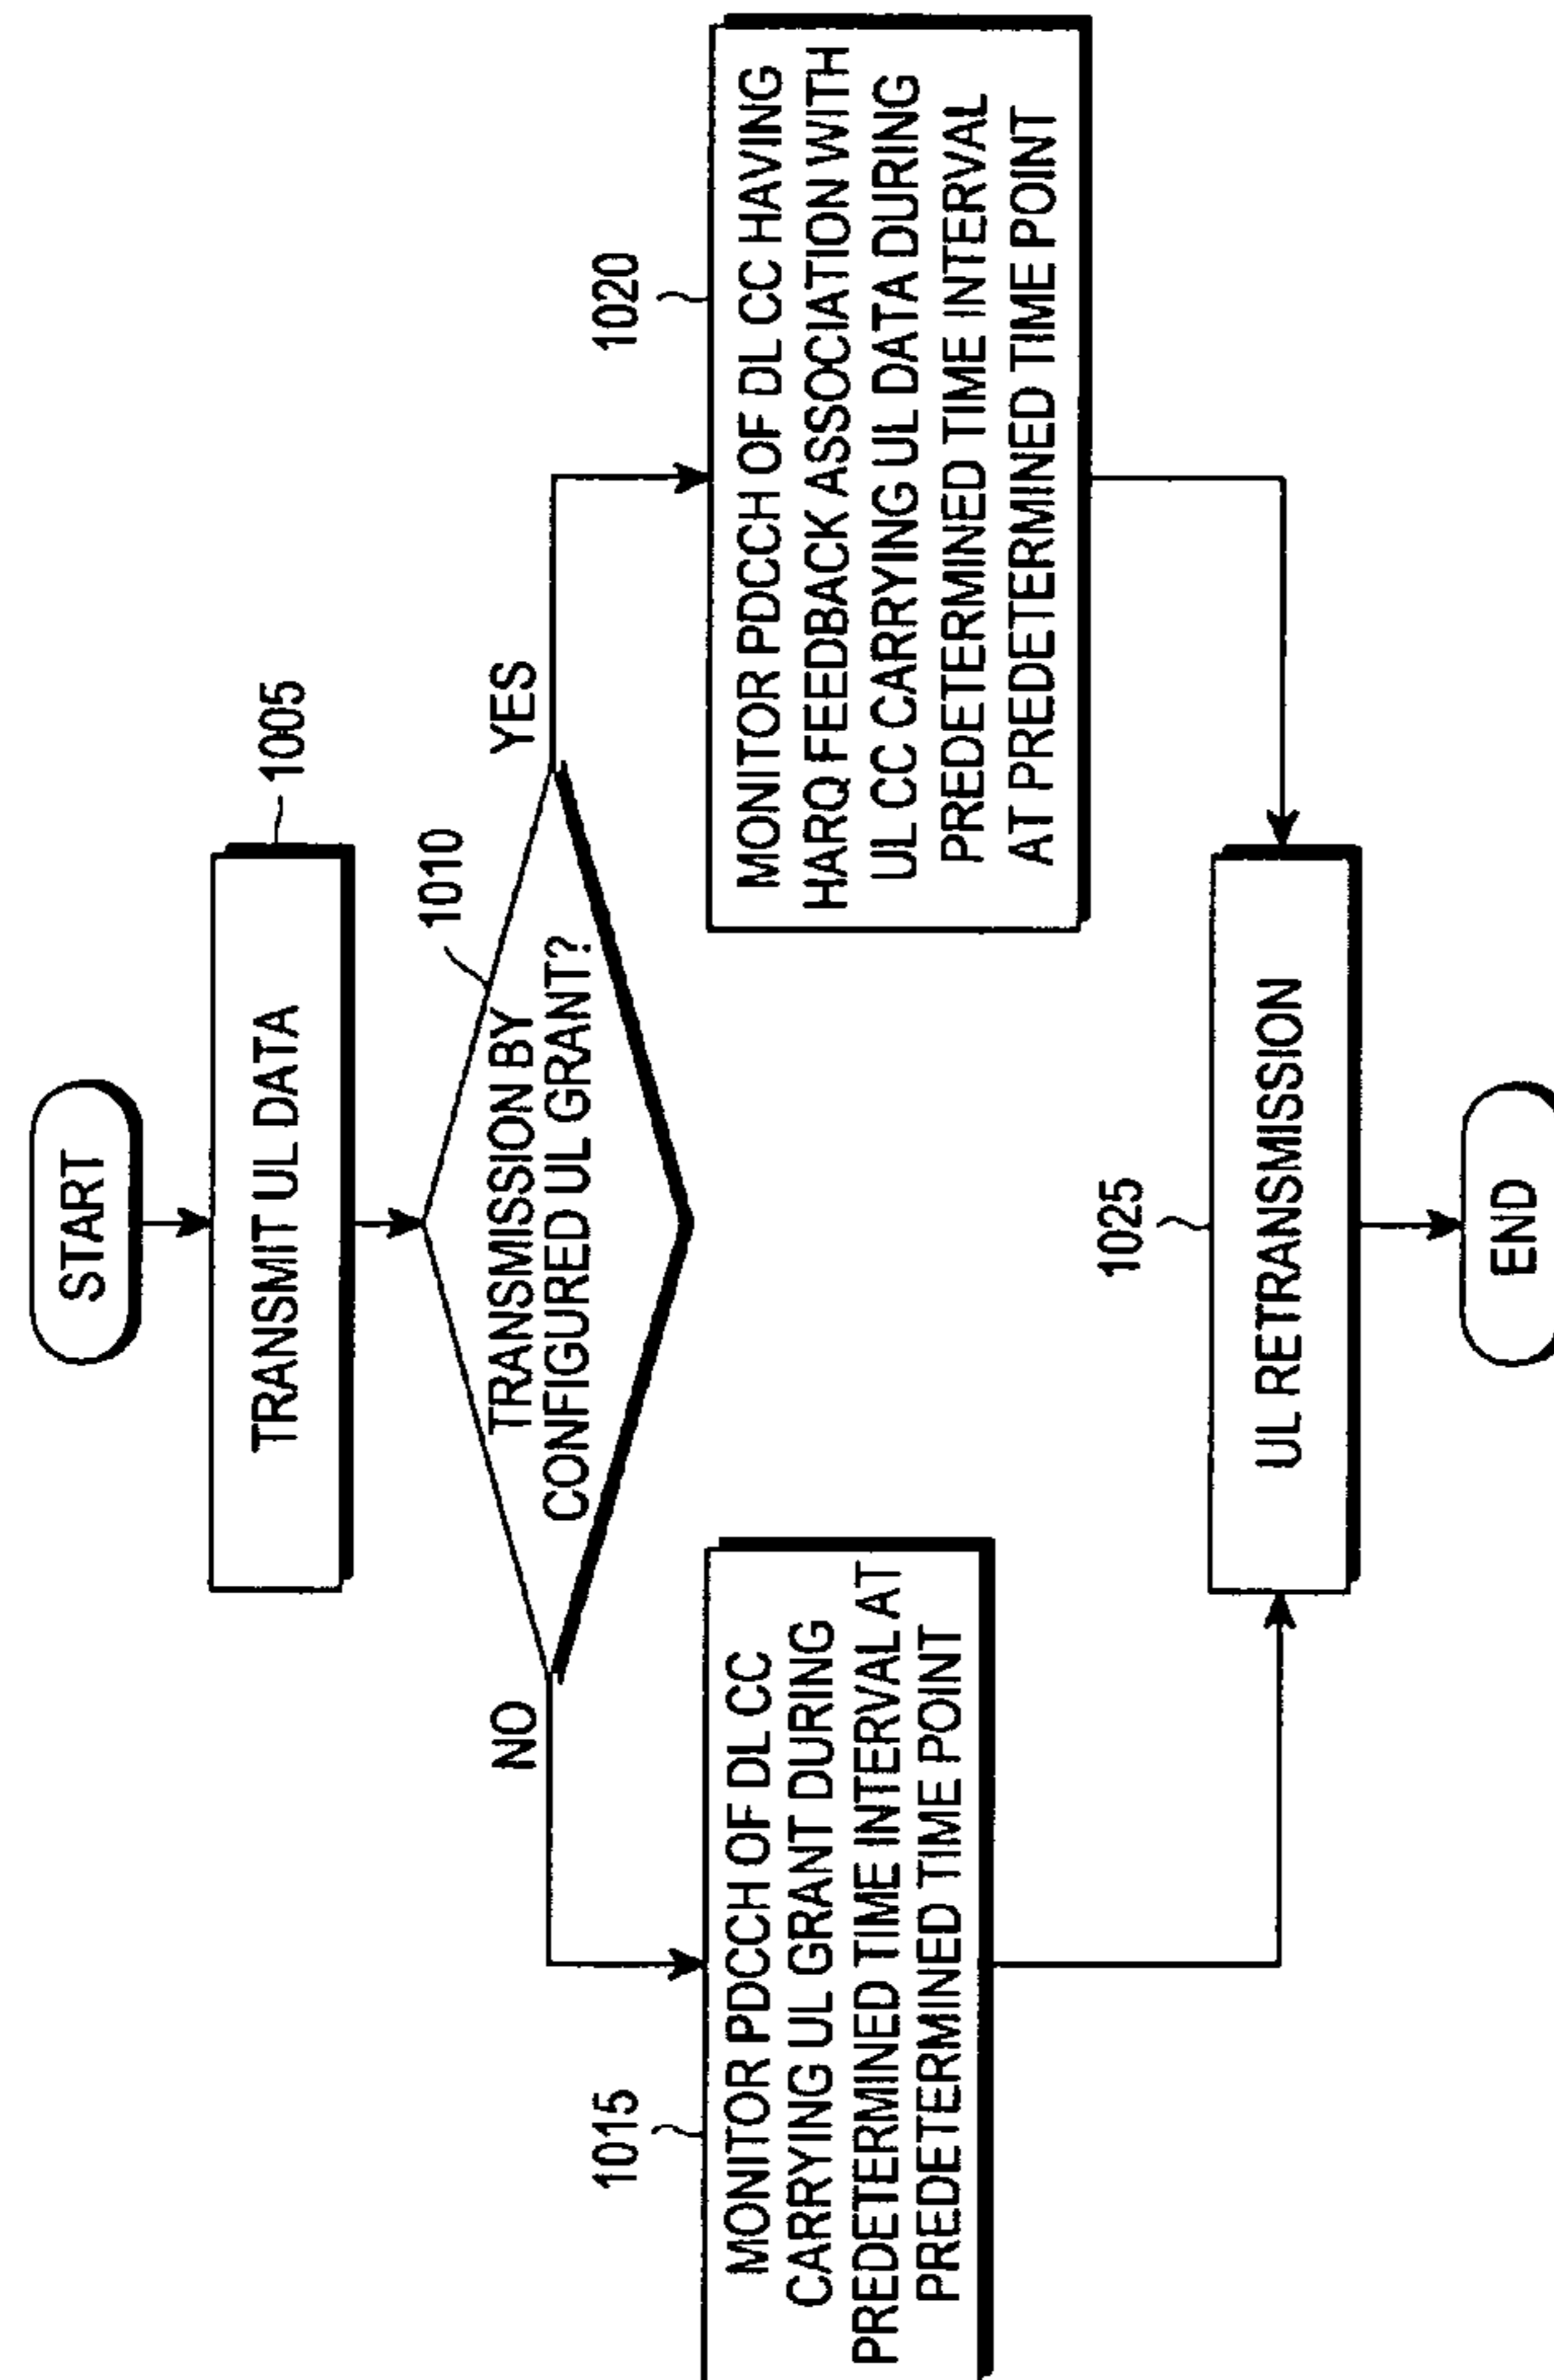 START
TRANSMIT UL DATA
1005
1010
TRANSMISSION BY
CONFIGURED UL GRANT?
NO
YES
1015
MONITOR PDCCH OF DL CC
CARRYING UL GRANT DURING
PREDETERMINED TIME INTERVAL AT
PREDETERMINED TIME POINT
1020
MONITOR PDCCH OF DL CC HAVING
HARQ FEEDBACK ASSOCIATION WITH
UL CC CARRYING UL DATA DURING
PREDETERMINED TIME INTERVAL
AT PREDETERMINED TIME POINT
1025
UL RETRANSMISSION
END